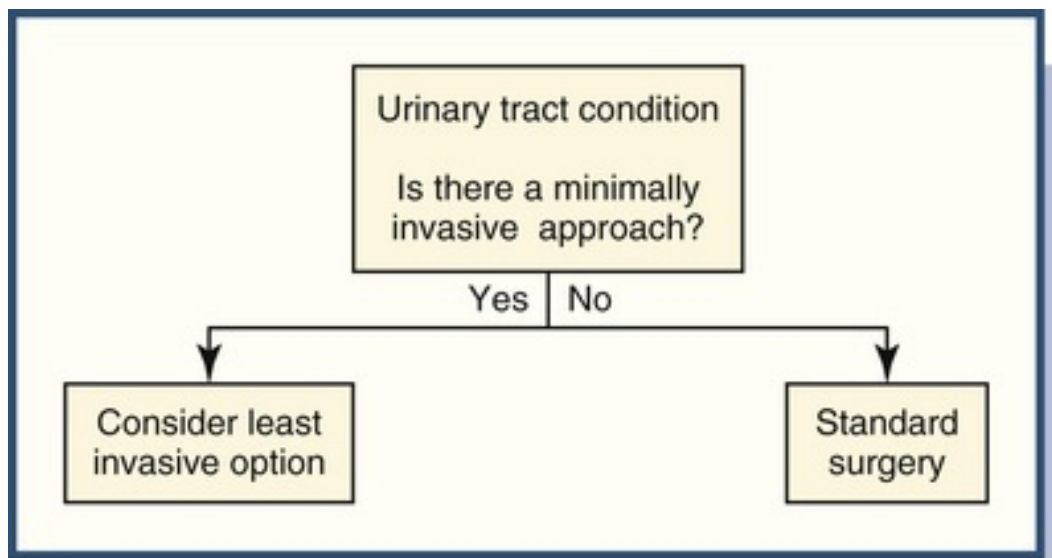 Urinary tract condition
Is there a minimally
invasive approach?
Yes No
Consider least
invasive option
Standard
surgery